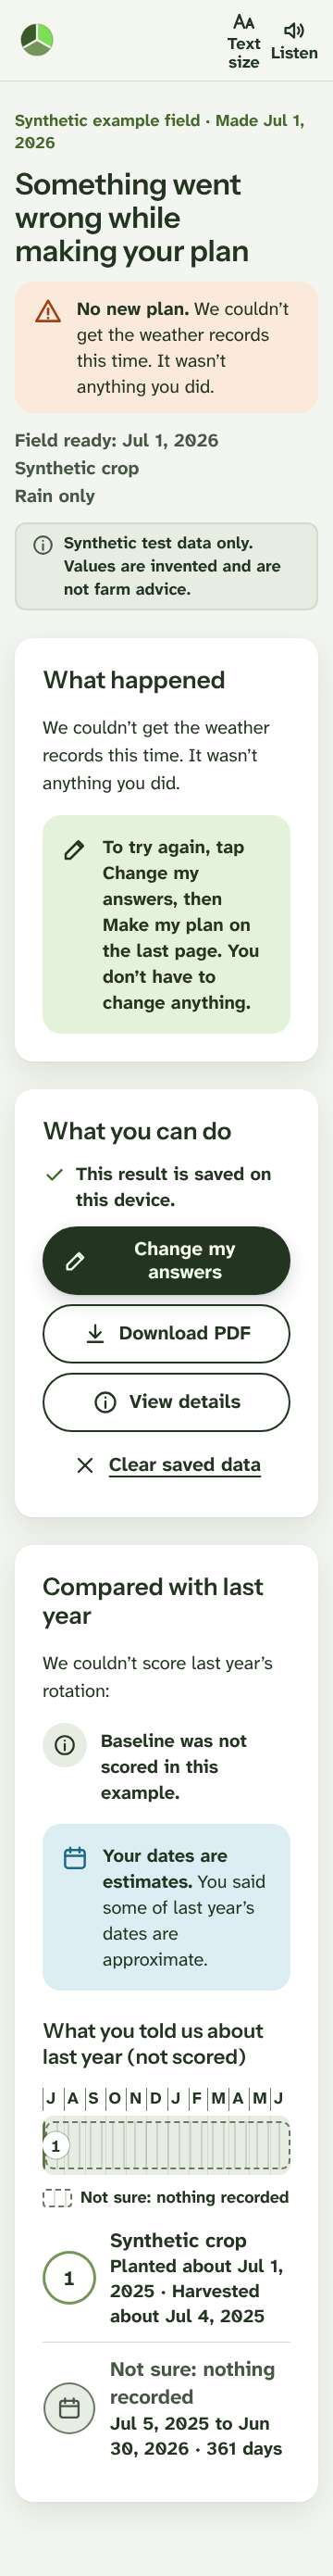 Text
size
Listen
Synthetic example field · Made Jul 1,
2026
Something went
wrong while
making your plan
No new plan. We couldn’t
get the weather records
this time. It wasn’t
anything you did.
Field ready: Jul 1, 2026
Synthetic crop
Rain only
Synthetic test data only.
Values are invented and are
not farm advice.
What happened
We couldn’t get the weather
records this time. It wasn’t
anything you did.
To try again, tap
Change my
answers, then
Make my plan on
the last page. You
don’t have to
change anything.
What you can do
This result is saved on
this device.
Change my
answers
Download PDF
View details
Clear saved data
Compared with last
year
We couldn’t score last year’s
rotation:
Baseline was not
scored in this
example.
Your dates are
estimates. You said
some of last year’s
dates are
approximate.
What you told us about
last year (not scored)
J A S O N D J F M A M J
1
Not sure: nothing recorded
1
Synthetic crop
Planted about Jul 1,
2025 · Harvested
about Jul 4, 2025
Not sure: nothing
recorded
Jul 5, 2025 to Jun
30, 2026 · 361 days